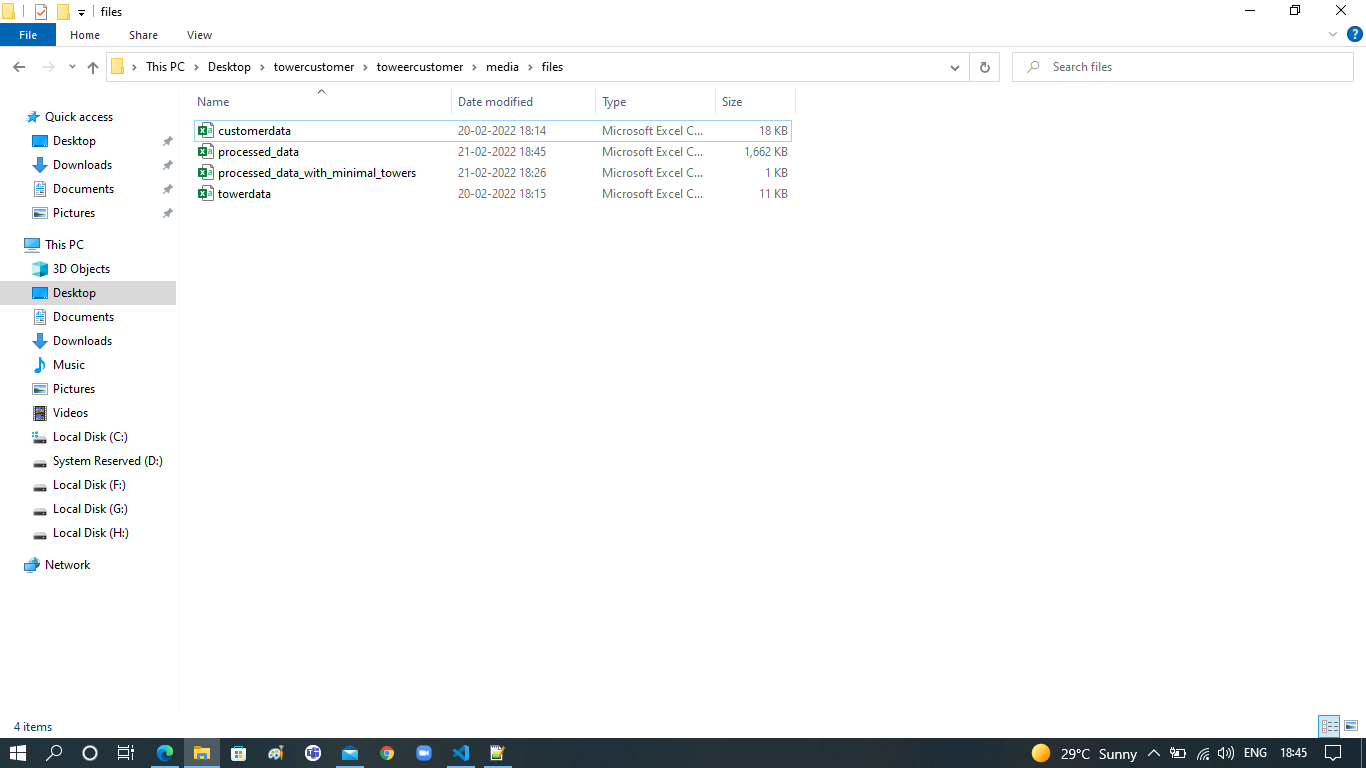 files
File Home Share View
This PC Desktop towercustomer toweercustomer media files
Search files
Name Date modified Type Size
customerdata 20-02-2022 18:14 Microsoft Excel C... 18 KB
processed_data 21-02-2022 18:45 Microsoft Excel C... 1,662 KB
processed_data_with_minimal_towers 21-02-2022 18:26 Microsoft Excel C... 1 KB
towerdata 20-02-2022 18:15 Microsoft Excel C... 11 KB
Quick access
Desktop
Downloads
Documents
Pictures
This PC
3D Objects
Desktop
Documents
Downloads
Music
Pictures
Videos
Local Disk (C:)
System Reserved (D:)
Local Disk (F:)
Local Disk (G:)
Local Disk (H:)
Network
4 items
29°C Sunny ENG 18:45